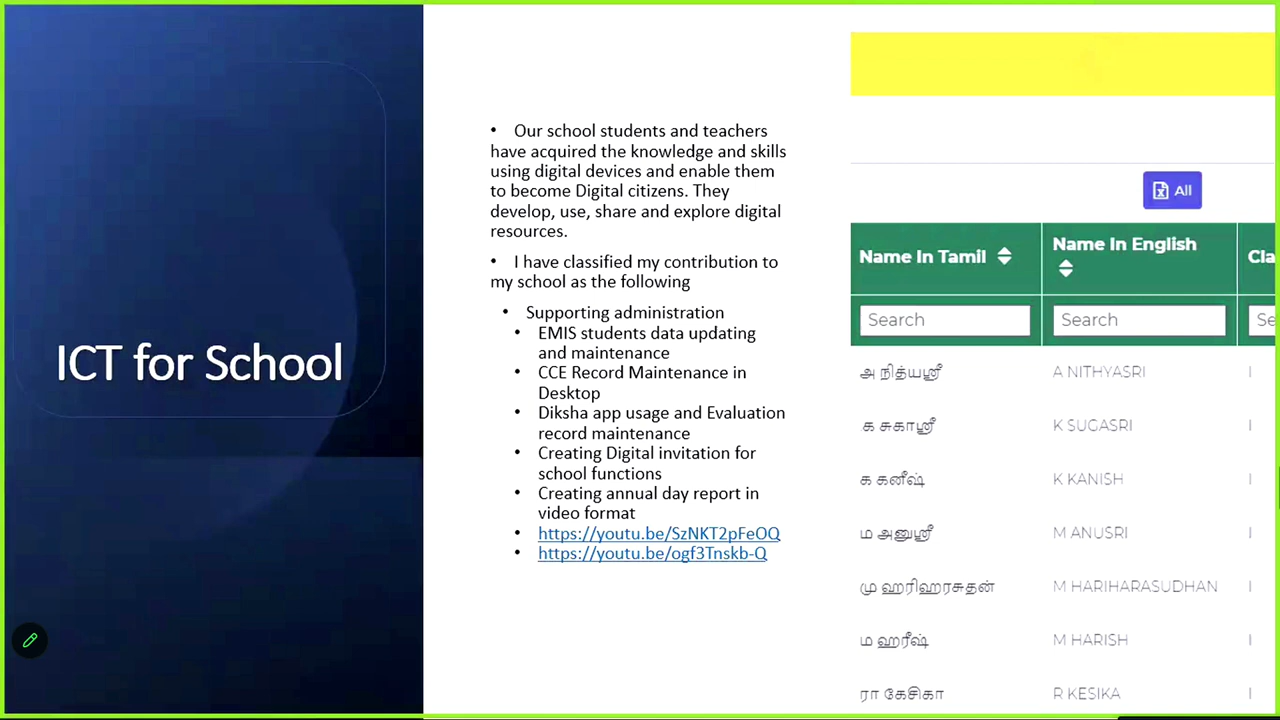 ICT for School
• Our school students and teachers
have acquired the knowledge and skills
using digital devices and enable them
to become Digital citizens. They
develop, use, share and explore digital
resources.
• I have classified my contribution to
my school as the following
• Supporting administration
• EMIS students data updating
and maintenance
• CCE Record Maintenance in
Desktop
• Diksha app usage and Evaluation
record maintenance
• Creating Digital invitation for
school functions
• Creating annual day report in
video format
• https://youtu.be/SzNKT2pFeOQ
• https://youtu.be/ogf3Tnskb-Q
All
Name In Tamil Name In English Cla
Search Search Se
அ நித்யஸ்ரீ A NITHYASRI I
க சுகாஸ்ரீ K SUGASRI I
க கனீஷ் K KANISH I
ம அனுஸ்ரீ M ANUSRI I
மு ஹரிஹரசுதன் M HARIHARASUDHAN I
ம ஹரீஷ் M HARISH I
ரா கேசிகா R KESIKA I